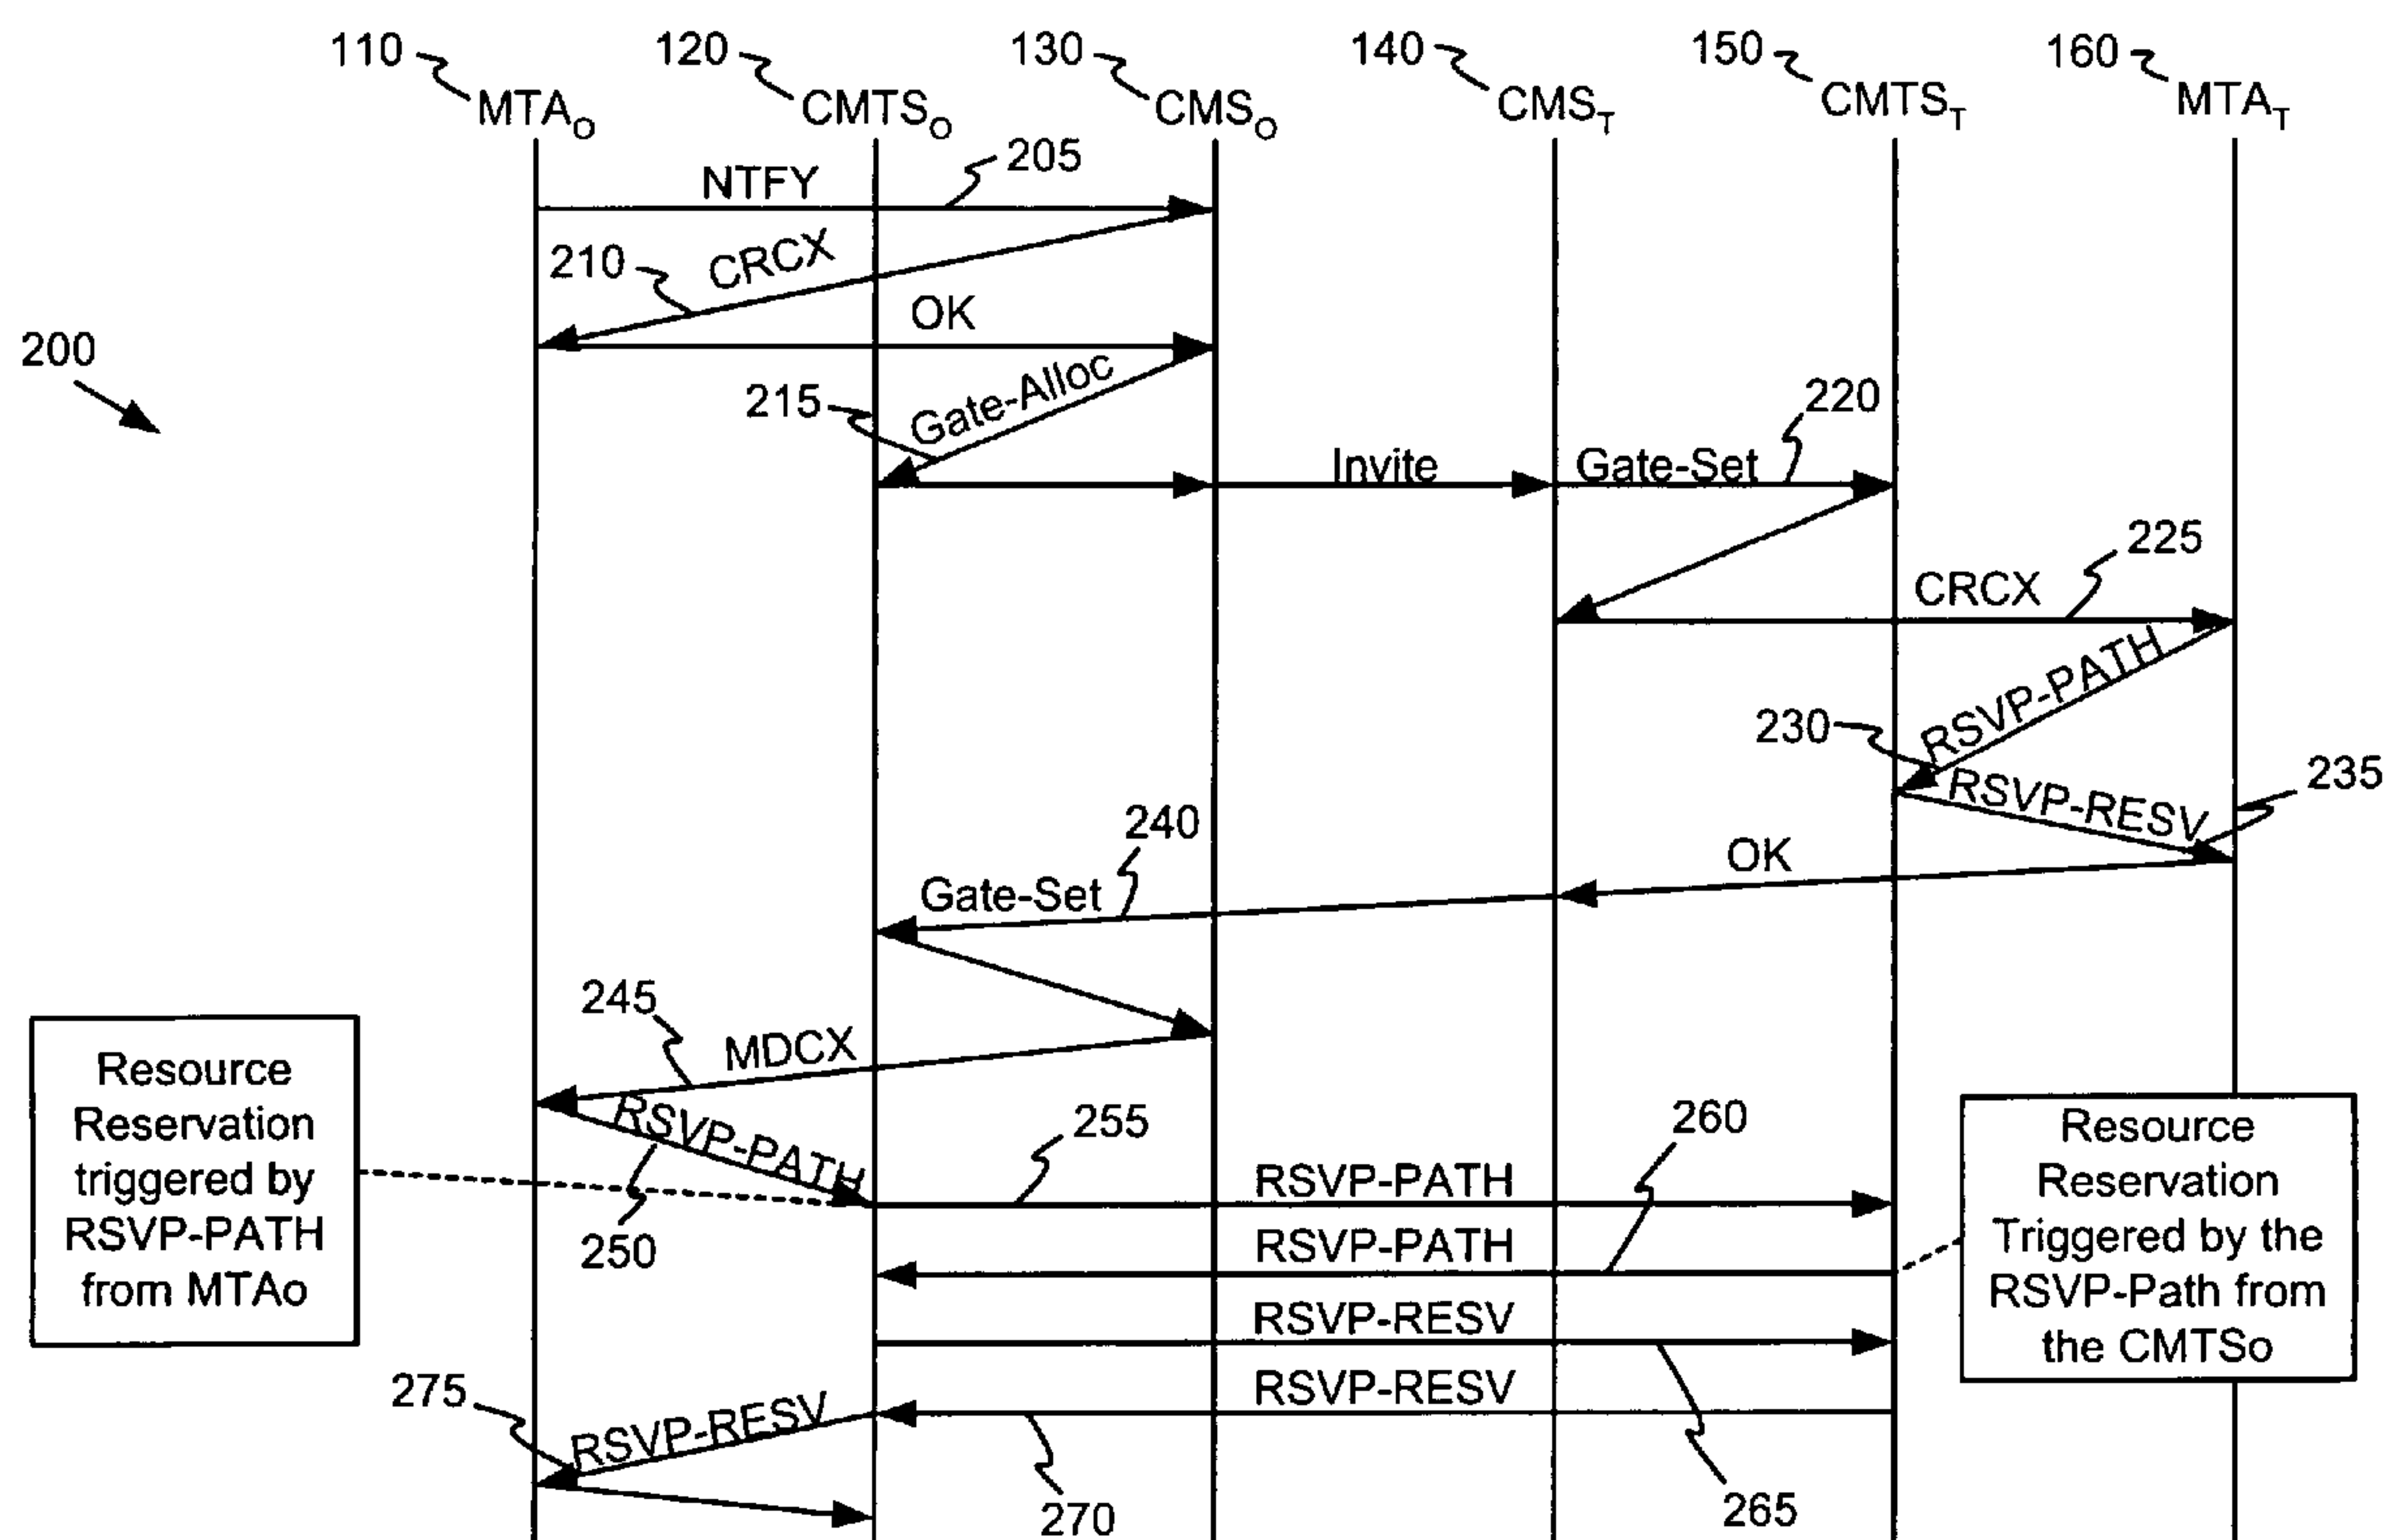 110 120 130 140 150 160
MTAO CMTSO CMSO CMST CMTST MTAT
NTFY 205
210 CRCX
OK
200
215 Gate-Alloc 220
Invite Gate-Set
225
CRCX
RSVP-PATH
230
RSVP-RESV 235
240
OK
Gate-Set
245
MDCX
Resource
Reservation
triggered by
RSVP-PATH
from MTAo
RSVP-PATH
250
255
260
RSVP-PATH
RSVP-PATH
RSVP-RESV
RSVP-RESV
Resource
Reservation
Triggered by the
RSVP-Path from
the CMTSo
275
RSVP-RESV
270
265